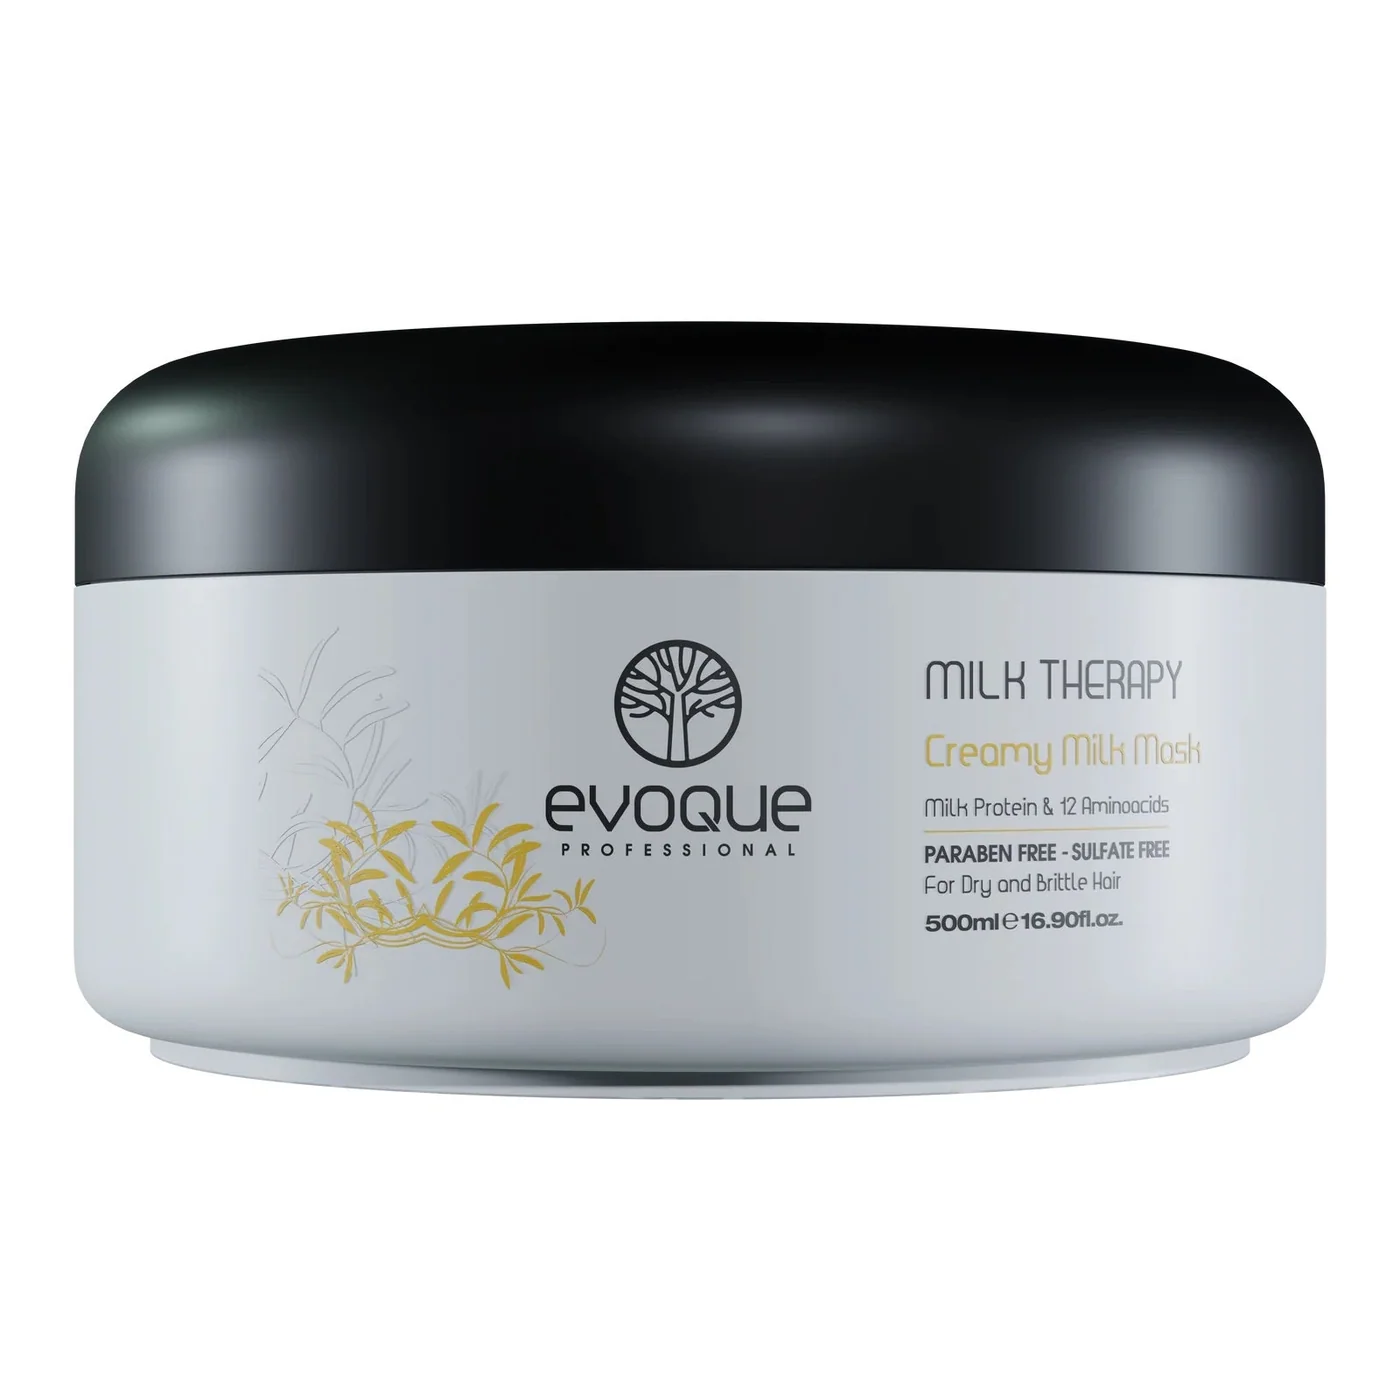 evoque
PROFESSIONAL
MILK THERAPY
Creamy Milk Mask
Milk Protein & 12 Aminoacids
PARABEN FREE - SULFATE FREE
For Dry and Brittle Hair
500ml e 16.90fl.oz.